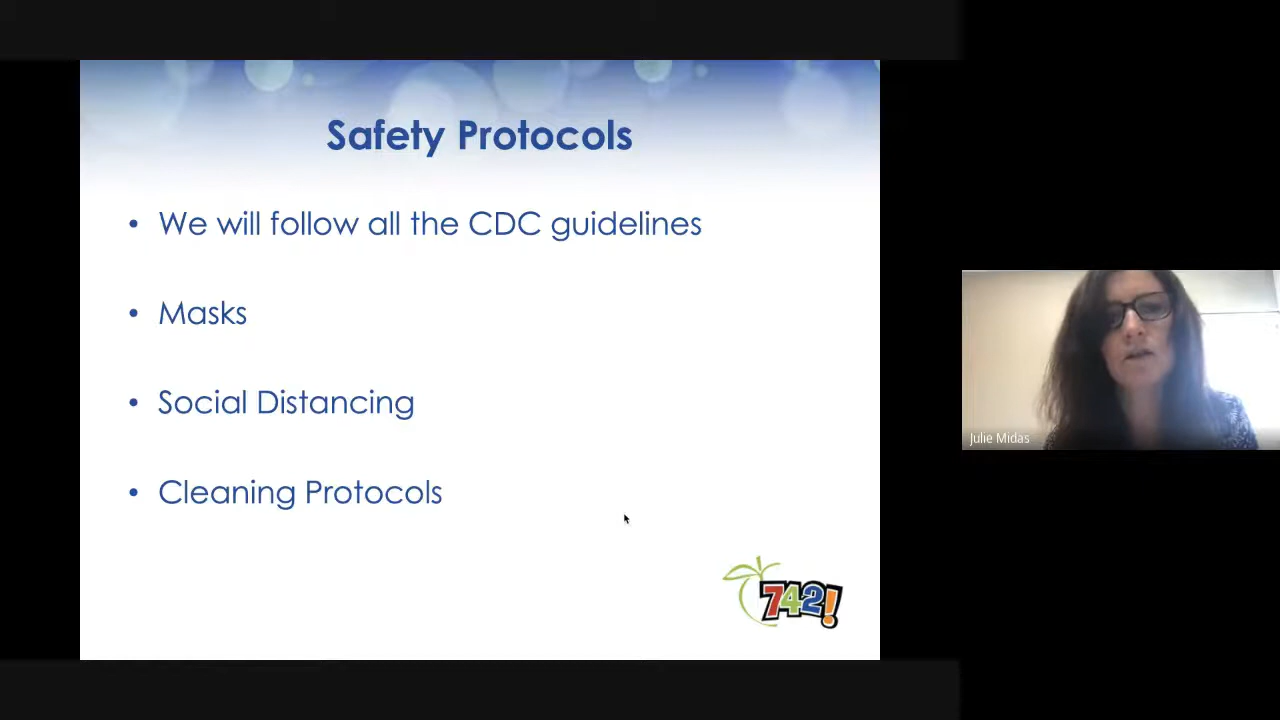 Safety Protocols
• We will follow all the CDC guidelines
• Masks
• Social Distancing
• Cleaning Protocols
742!
Julie Midas